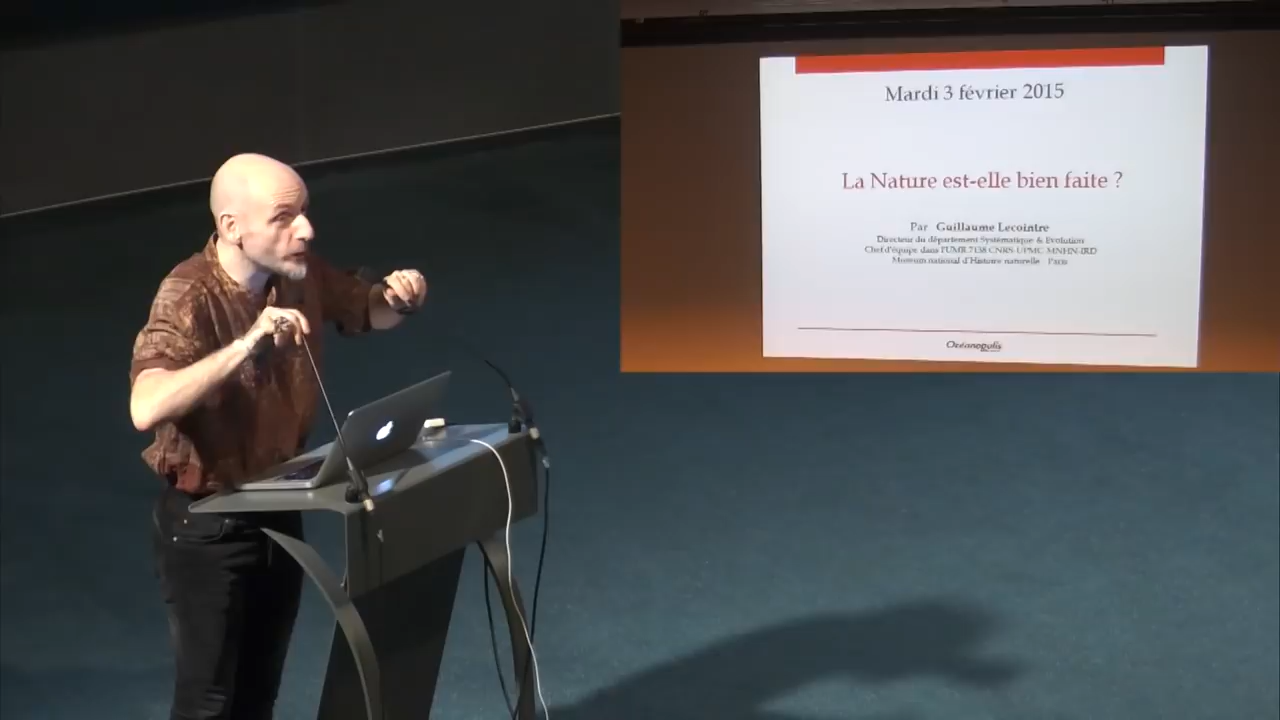 Mardi 3 février 2015
La Nature est-elle bien faite ?
Par Guillaume Lecointre
Directeur du département Systématique & Evolution
Chef d'équipe dans l'UMR 7138 CNRS-UPMC-MNHN-IRD
Museum national d'Histoire naturelle - Paris
Océanopolis